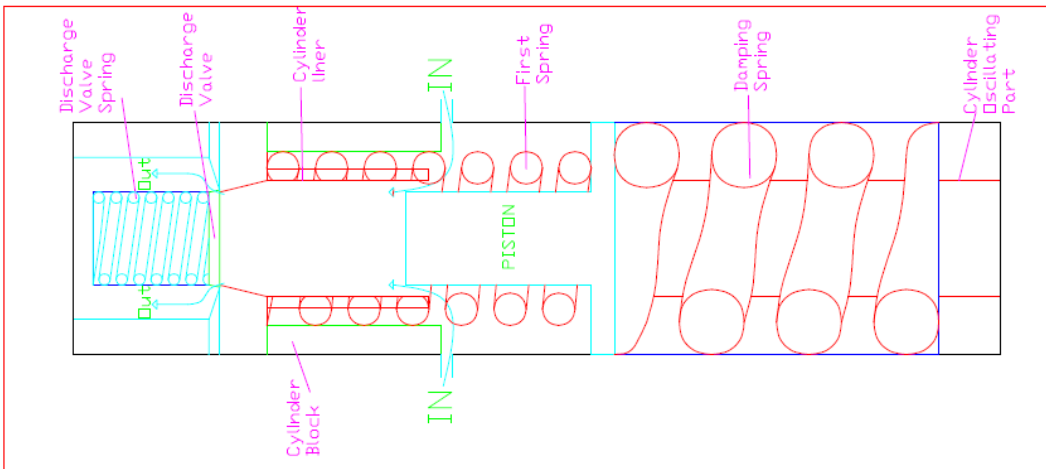 Discharge
Valve
Spring
Discharge
Valve
Cylinder
liner
IN
First
Spring
Damping
Spring
Cylinder
Oscillating
Part
Out
Out
PISTON
Cylinder
Block
IN